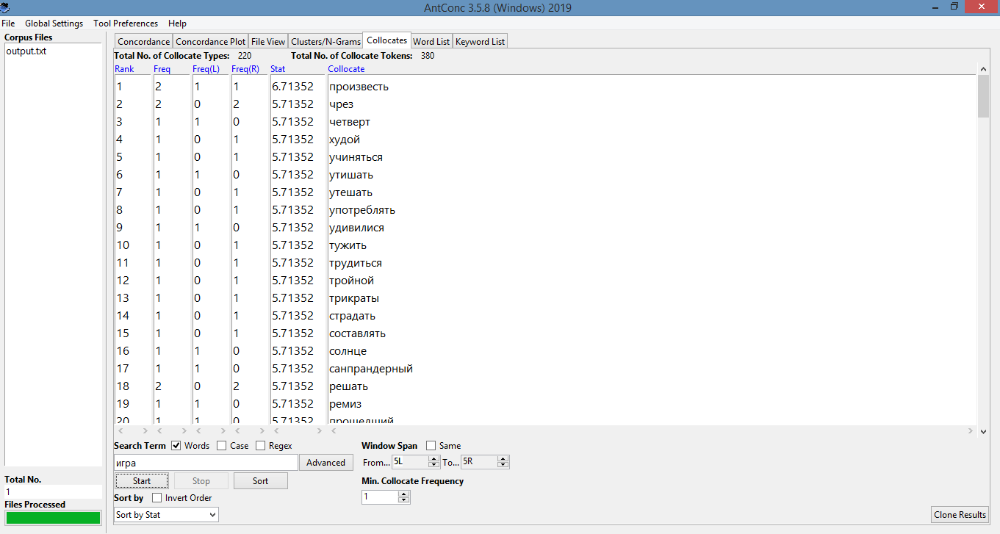 AntConc 3.5.8 (Windows) 2019
File Global Settings Tool Preferences Help
Corpus Files
output.txt
Concordance Concordance Plot File View Clusters/N-Grams Collocates Word List Keyword List
Total No. of Collocate Types: 220 Total No. of Collocate Tokens: 380
Rank Freq Freq(L) Freq(R) Stat Collocate
1 2 1 1 6.71352 произвесть
2 2 0 2 5.71352 чрез
3 1 1 0 5.71352 четверт
4 1 0 1 5.71352 худой
5 1 0 1 5.71352 учиняться
6 1 1 0 5.71352 утишать
7 1 0 1 5.71352 утешать
8 1 0 1 5.71352 употреблять
9 1 1 0 5.71352 удивилися
10 1 0 1 5.71352 тужить
11 1 0 1 5.71352 трудиться
12 1 0 1 5.71352 тройной
13 1 0 1 5.71352 трикраты
14 1 0 1 5.71352 страдать
15 1 0 1 5.71352 составлять
16 1 1 0 5.71352 солнце
17 1 1 0 5.71352 санпрандерный
18 2 0 2 5.71352 решать
19 1 1 0 5.71352 ремиз
20 1 1 0 5.71352 прошедший
Search Term Words Case Regex Window Span Same
игра Advanced From... 5L To... 5R
Start Stop Sort Min. Collocate Frequency
Sort by Invert Order 1
Sort by Stat Clone Results
Total No.
1
Files Processed